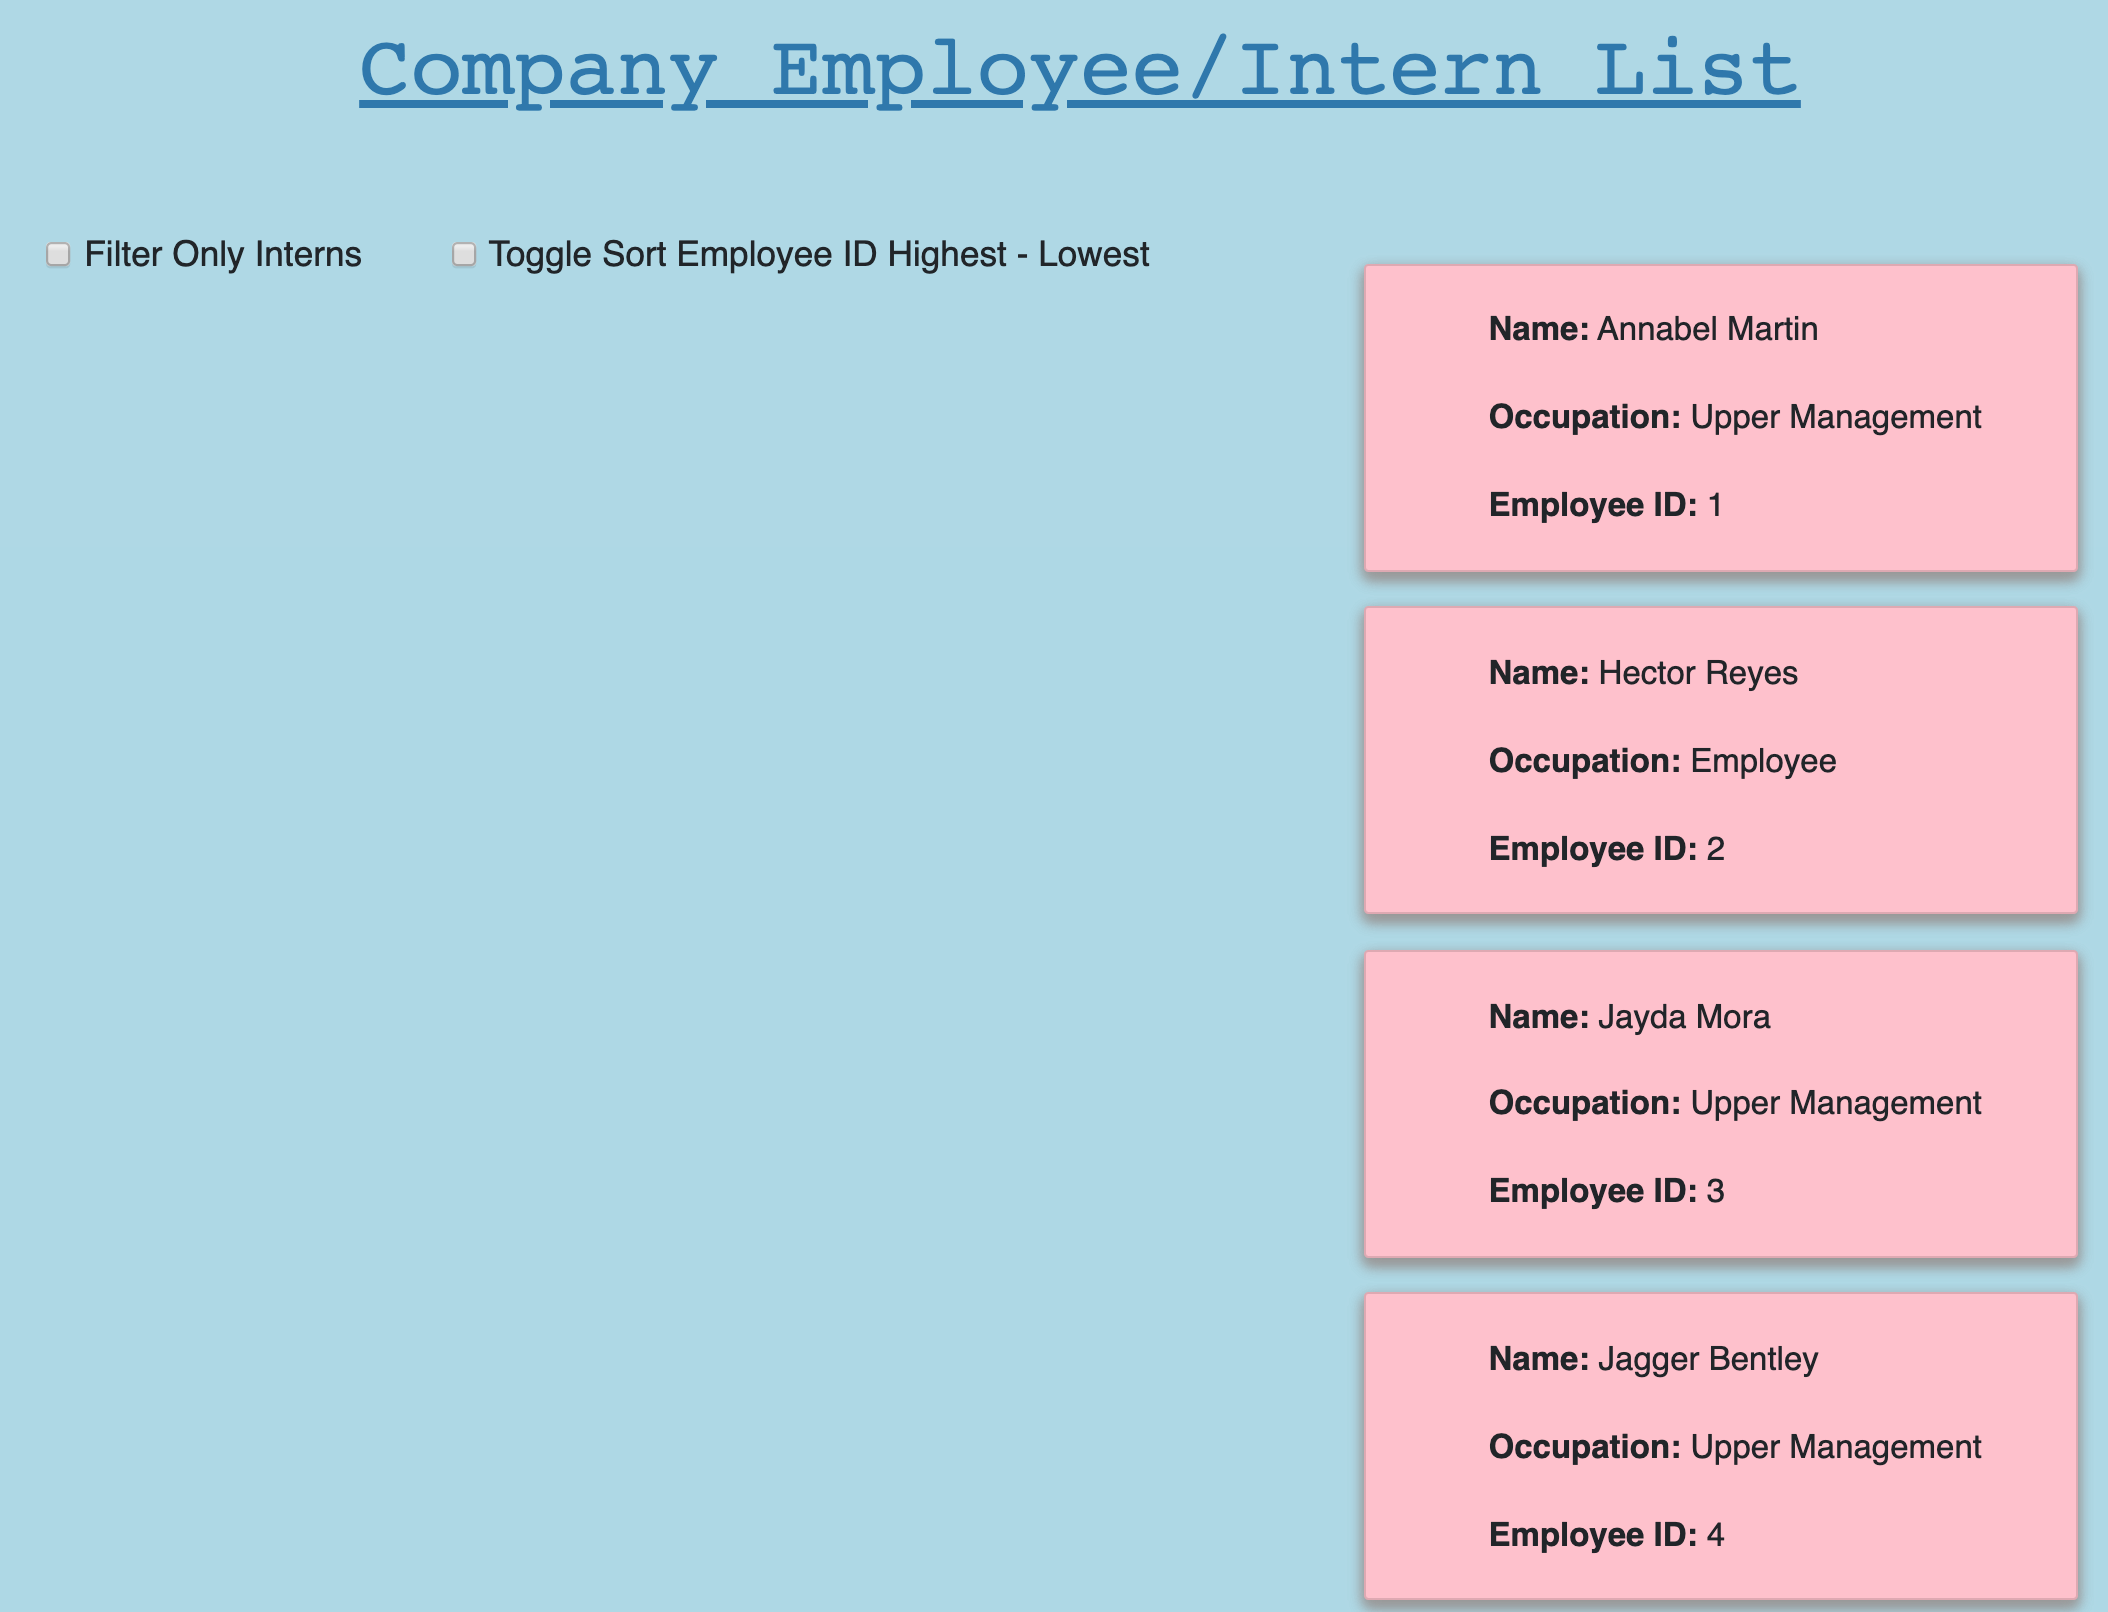 Company Employee/Intern List
Filter Only Interns
Toggle Sort Employee ID Highest - Lowest
Name: Annabel Martin
Occupation: Upper Management
Employee ID: 1
Name: Hector Reyes
Occupation: Employee
Employee ID: 2
Name: Jayda Mora
Occupation: Upper Management
Employee ID: 3
Name: Jagger Bentley
Occupation: Upper Management
Employee ID: 4